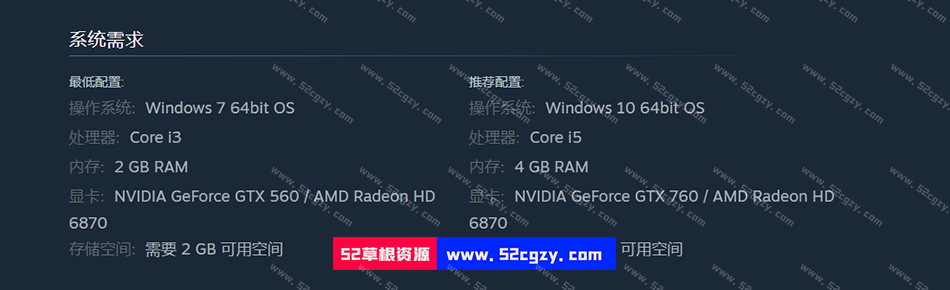 系统需求
最低配置:
操作系统: Windows 7 64bit OS
处理器: Core i3
内存: 2 GB RAM
显卡: NVIDIA GeForce GTX 560 / AMD Radeon HD
6870
存储空间: 需要 2 GB 可用空间
推荐配置:
操作系统: Windows 10 64bit OS
处理器: Core i5
内存: 4 GB RAM
显卡: NVIDIA GeForce GTX 760 / AMD Radeon HD
6870
可用空间
52草根资源 www.52cgzy.com
www.52cgzy.com